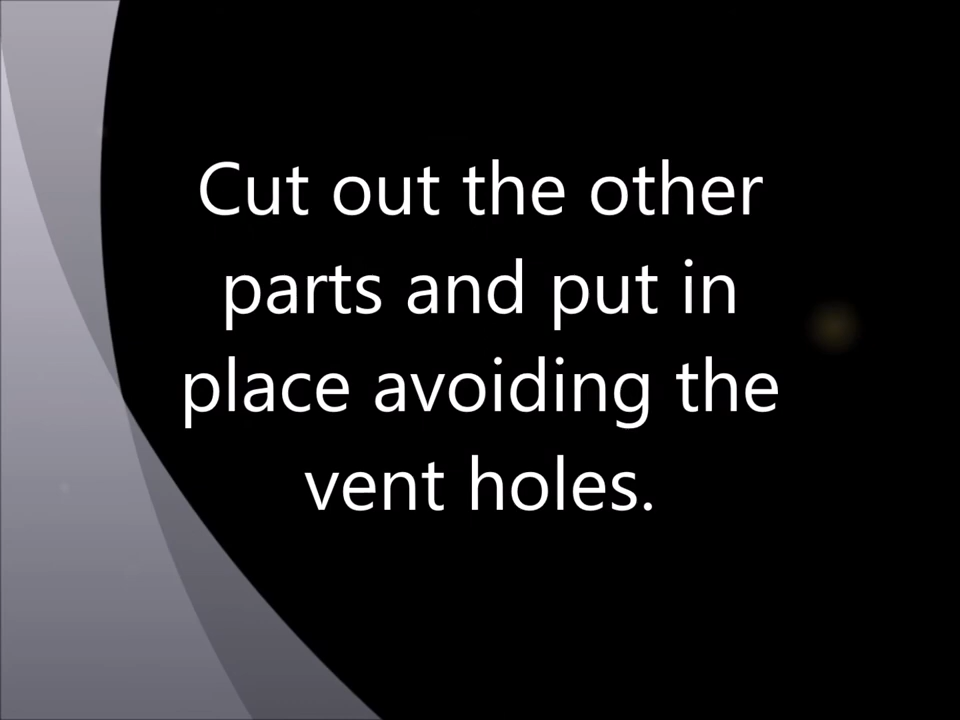 Cut out the other
parts and put in
place avoiding the
vent holes.